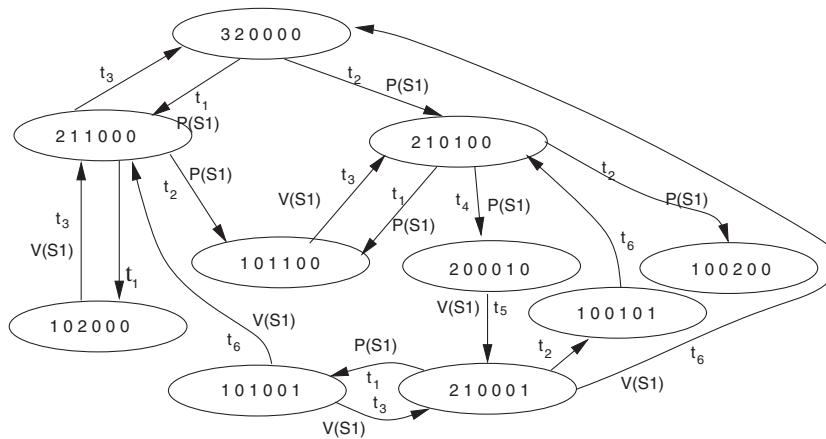 3 2 0 0 0 0
t3
t2
P(S1)
t1
P(S1)
2 1 1 0 0 0
2 1 0 1 0 0
t2
P(S1)
t2
P(S1)
V(S1)
t3
t1
P(S1)
t4
P(S1)
t3
V(S1)
t1
t6
1 0 1 1 0 0
2 0 0 0 1 0
1 0 0 2 0 0
1 0 2 0 0 0
V(S1)
t6
V(S1)
t5
1 0 0 1 0 1
P(S1)
t1
t2
t6
V(S1)
1 0 1 0 0 1
t3
V(S1)
2 1 0 0 0 1